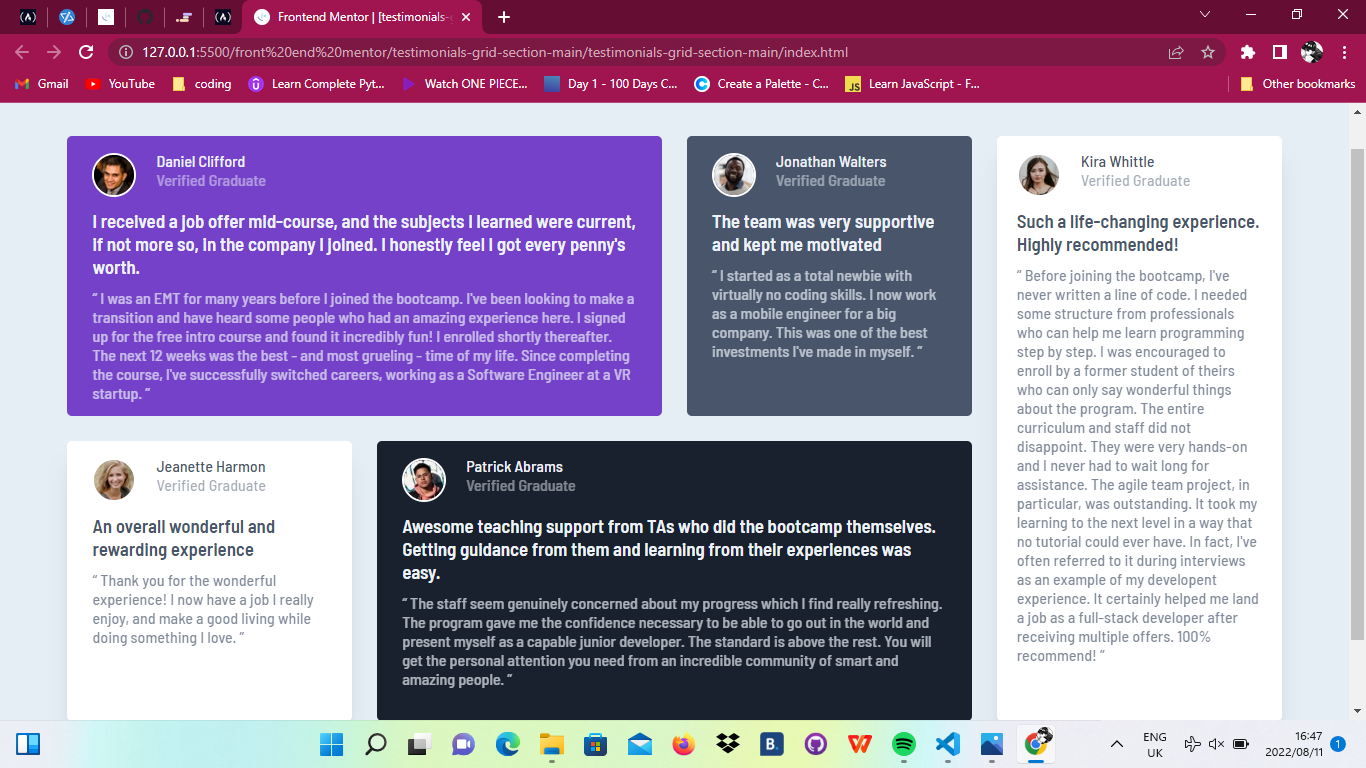 Frontend Mentor | [testimonials-
127.0.0.1:5500/front%20end%20mentor/testimonials-grid-section-main/testimonials-grid-section-main/index.html
Gmail
YouTube
coding
Learn Complete Pyt...
Watch ONE PIECE...
Day 1 - 100 Days C...
Create a Palette - C...
JS
Learn JavaScript - F...
Other bookmarks
Daniel Clifford
Verified Graduate
I received a job offer mid-course, and the subjects I learned were current,
if not more so, in the company I joined. I honestly feel I got every penny's
worth.
“ I was an EMT for many years before I joined the bootcamp. I've been looking to make a
transition and have heard some people who had an amazing experience here. I signed
up for the free intro course and found it incredibly fun! I enrolled shortly thereafter.
The next 12 weeks was the best - and most grueling - time of my life. Since completing
the course, I've successfully switched careers, working as a Software Engineer at a VR
startup. ”
Jonathan Walters
Verified Graduate
The team was very supportive
and kept me motivated
“ I started as a total newbie with
virtually no coding skills. I now work
as a mobile engineer for a big
company. This was one of the best
investments I've made in myself. ”
Kira Whittle
Verified Graduate
Such a life-changing experience.
Highly recommended!
“ Before joining the bootcamp, I've
never written a line of code. I needed
some structure from professionals
who can help me learn programming
step by step. I was encouraged to
enroll by a former student of theirs
who can only say wonderful things
about the program. The entire
curriculum and staff did not
disappoint. They were very hands-on
and I never had to wait long for
assistance. The agile team project, in
particular, was outstanding. It took my
learning to the next level in a way that
no tutorial could ever have. In fact, I've
often referred to it during interviews
as an example of my developent
experience. It certainly helped me land
a job as a full-stack developer after
receiving multiple offers. 100%
recommend! ”
Jeanette Harmon
Verified Graduate
An overall wonderful and
rewarding experience
“ Thank you for the wonderful
experience! I now have a job I really
enjoy, and make a good living while
doing something I love. ”
Patrick Abrams
Verified Graduate
Awesome teaching support from TAs who did the bootcamp themselves.
Getting guidance from them and learning from their experiences was
easy.
“ The staff seem genuinely concerned about my progress which I find really refreshing.
The program gave me the confidence necessary to be able to go out in the world and
present myself as a capable junior developer. The standard is above the rest. You will
get the personal attention you need from an incredible community of smart and
amazing people. ”
B.
ENG
UK
16:47
2022/08/11
1